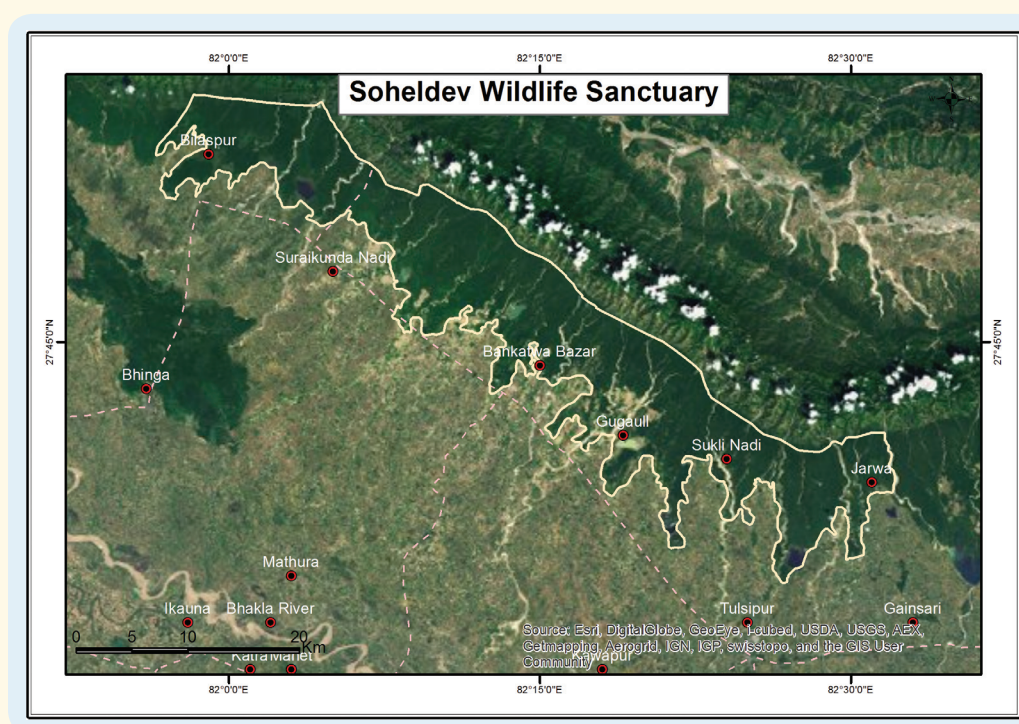 82°0'0"E
82°15'0"E
82°30'0"E
Soheldev Wildlife Sanctuary
Bilaspur
Suraikunda Nadi
27°45'0"N
27°45'0"N
Bankatwa Bazar
Bhinga
Gugaull
Sukli Nadi
Jarwa
Mathura
Ikauna
Bhakla River
Tulsipur
Gainsari
0
5
10
20
Km
Source: Esri, DigitalGlobe, GeoEye, i-cubed, USDA, USGS, AEX,
Getmapping, Aerogrid, IGN, IGP, swisstopo, and the GIS User
Community
Katra
82°0'0"E
82°15'0"E
82°30'0"E